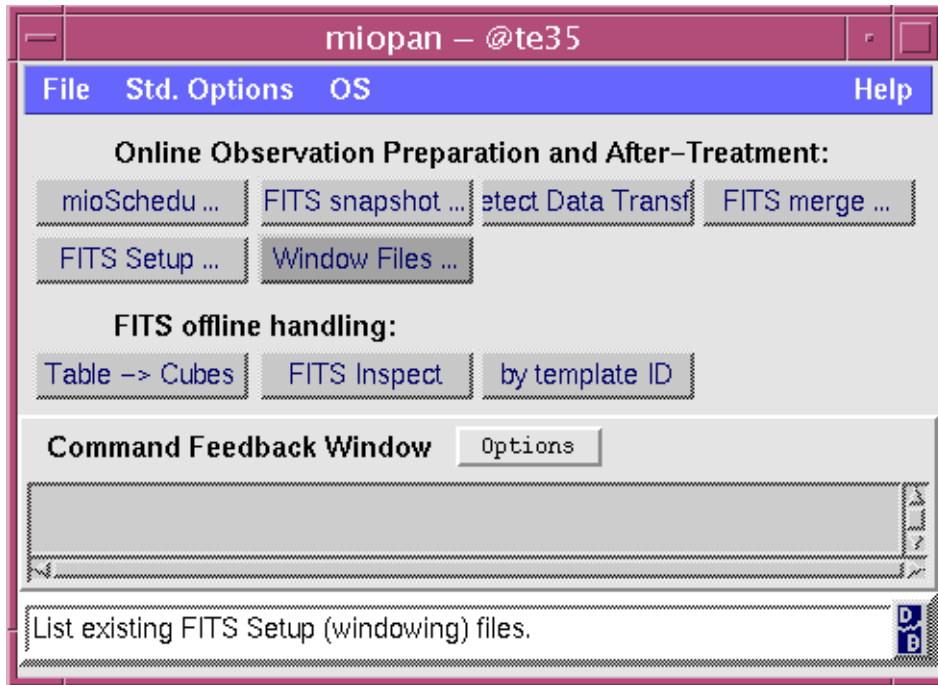 miopan – @te35
File Std. Options OS Help
Online Observation Preparation and After–Treatment:
mioSchedu ... FITS snapshot ... etect Data Transf FITS merge ...
FITS Setup ... Window Files ...
FITS offline handling:
Table –> Cubes FITS Inspect by template ID
Command Feedback Window Options
List existing FITS Setup (windowing) files.
D B